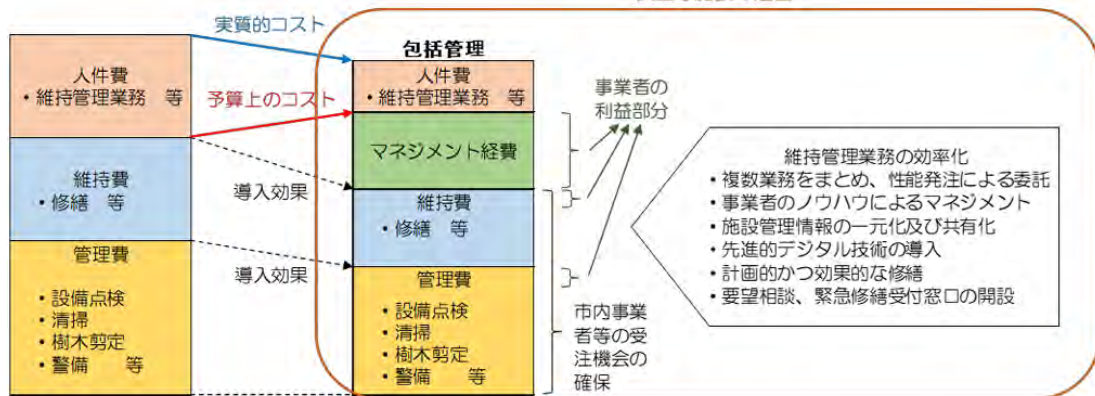 実質的コスト
人件費
・維持管理業務　等
予算上のコスト
維持費
・修繕　等
導入効果
管理費
・設備点検
・清掃
・樹木剪定
・警備　　等
導入効果
包括管理
人件費
・維持管理業務　等
マネジメント経費
維持費
・修繕　等
管理費
・設備点検
・清掃
・樹木剪定
・警備　　等
事業者の
利益部分
市内事業
者等の受
注機会の
確保
維持管理業務の効率化
・複数業務をまとめ、性能発注による委託
・事業者のノウハウによるマネジメント
・施設管理情報の一元化及び共有化
・先進的デジタル技術の導入
・計画的かつ効果的な修繕
・要望相談、緊急修繕受付窓口の開設